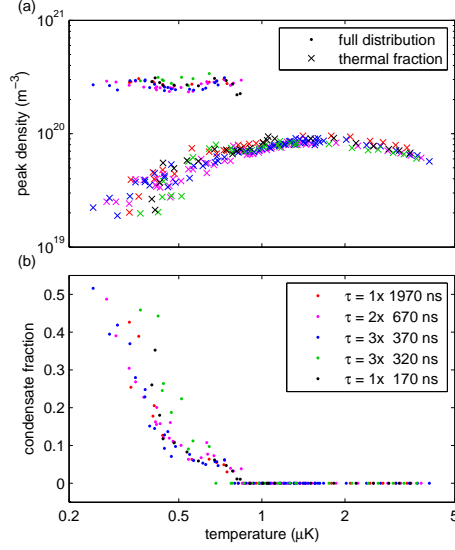 (a)
10^21
10^20
10^19
peak density (m^-3)
full distribution
thermal fraction
(b)
0.5
0.4
0.3
0.2
0.1
0
condensate fraction
τ = 1x 1970 ns
τ = 2x 670 ns
τ = 3x 370 ns
τ = 3x 320 ns
τ = 1x 170 ns
0.2 0.5 1 2 5
temperature (μK)